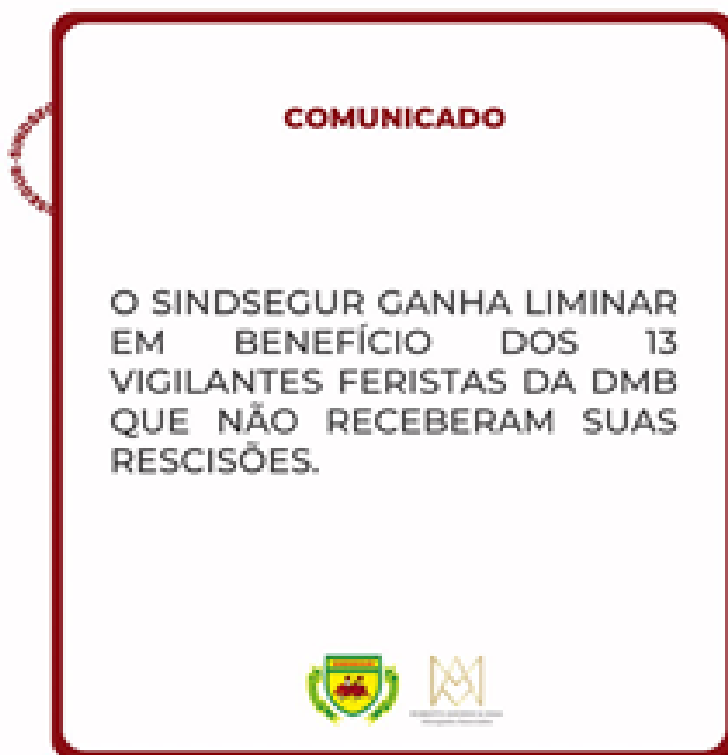 COMUNICADO
O SINDSEGUR GANHA LIMINAR
EM BENEFÍCIO DOS 13
VIGILANTES FERISTAS DA DMB
QUE NÃO RECEBERAM SUAS
RESCISÕES.